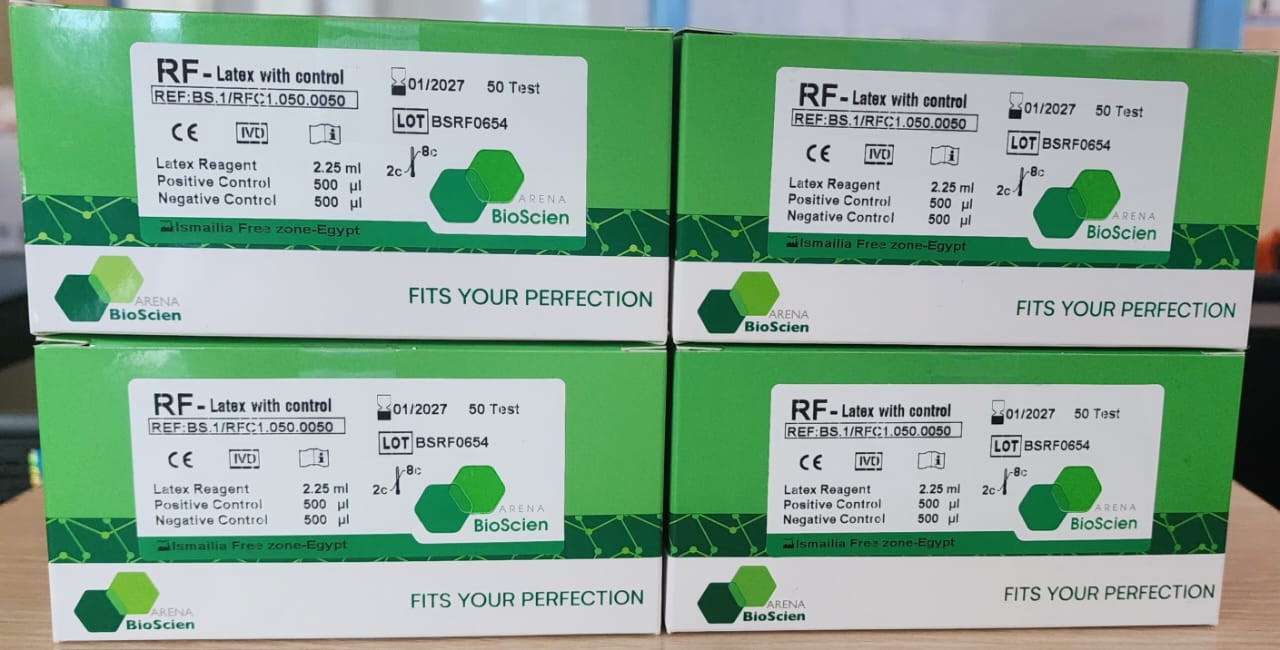 RF - Latex with control
REF:BS.1/RFC1.050.0050
01/2027 50 Test
LOT BSRF0654
CE IVD i
2c 8c
Latex Reagent 2.25 ml
Positive Control 500 µl
Negative Control 500 µl
ARENA
BioScien
Ismailia Free zone-Egypt
ARENA
BioScien
FITS YOUR PERFECTION
RF - Latex with control
REF:BS.1/RFC1.050.0050
01/2027 50 Test
LOT BSRF0654
CE IVD i
2c 8c
Latex Reagent 2.25 ml
Positive Control 500 µl
Negative Control 500 µl
ARENA
BioScien
Ismailia Free zone-Egypt
ARENA
BioScien
FITS YOUR PERFECTION
RF - Latex with control
REF:BS.1/RFC1.050.0050
01/2027 50 Test
LOT BSRF0654
CE IVD i
2c 8c
Latex Reagent 2.25 ml
Positive Control 500 µl
Negative Control 500 µl
ARENA
BioScien
Ismailia Free zone-Egypt
ARENA
BioScien
FITS YOUR PERFECTION
RF - Latex with control
REF:BS.1/RFC1.050.0050
01/2027 50 Test
LOT BSRF0654
CE IVD i
2c 8c
Latex Reagent 2.25 ml
Positive Control 500 µl
Negative Control 500 µl
ARENA
BioScien
Ismailia Free zone-Egypt
ARENA
BioScien
FITS YOUR PERFECTION